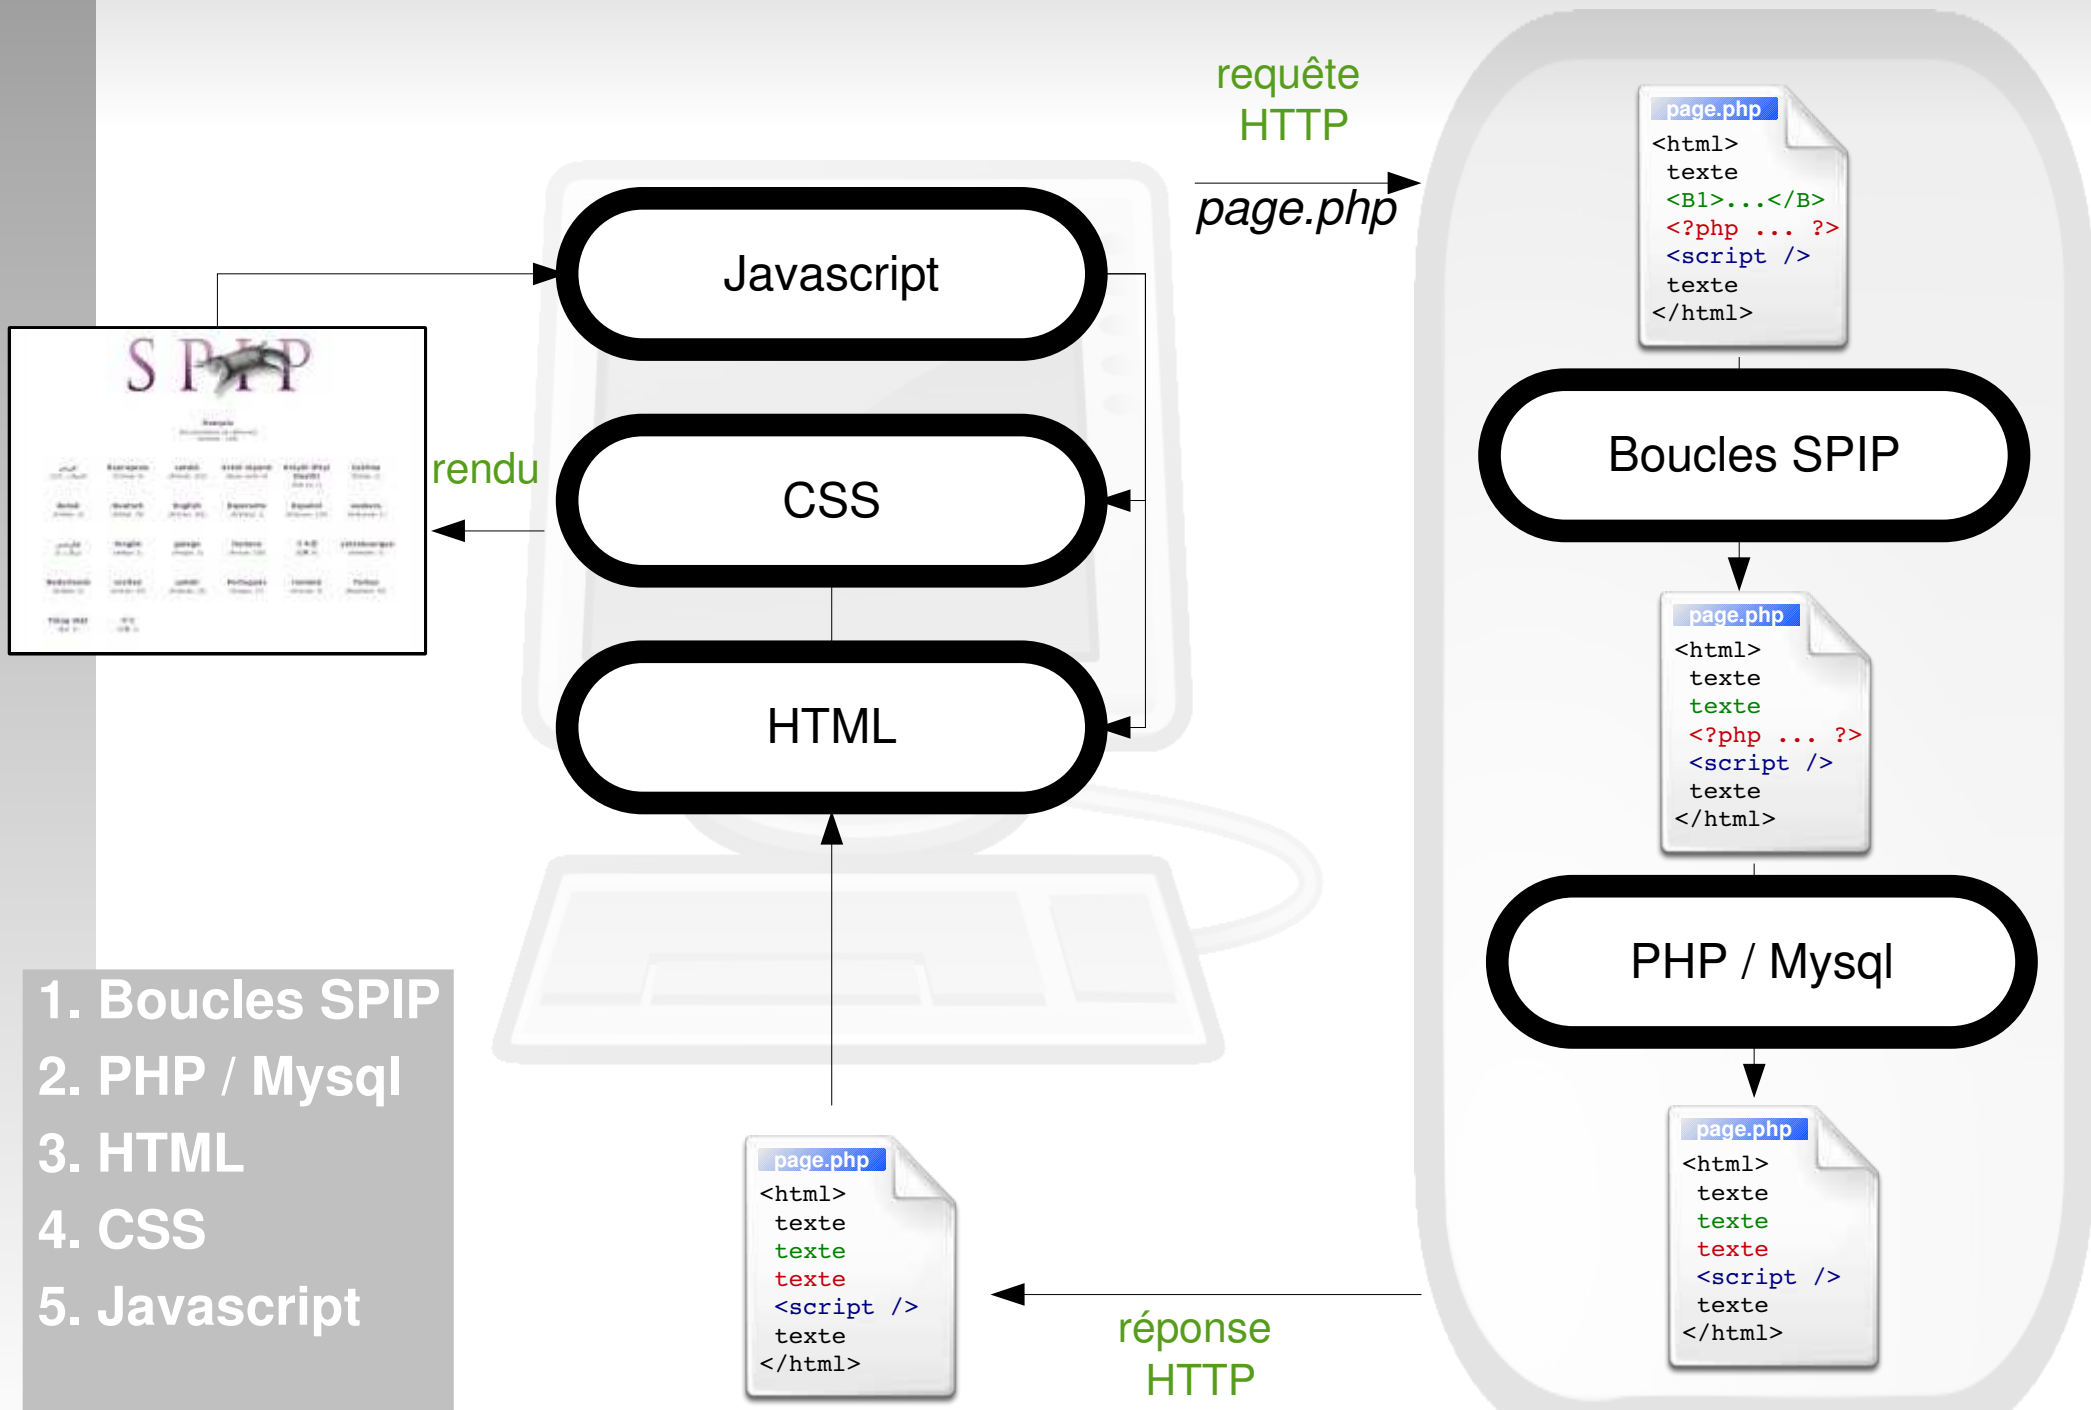 requête
HTTP
page.php
Javascript
CSS
HTML
SPIP
rendu
page.php
<html>
texte
<B1>...</B>
<?php ... ?>
<script />
texte
</html>
Boucles SPIP
page.php
<html>
texte
texte
<?php ... ?>
<script />
texte
</html>
PHP / Mysql
page.php
<html>
texte
texte
texte
<script />
texte
</html>
réponse
HTTP
page.php
<html>
texte
texte
texte
<script />
texte
</html>
1. Boucles SPIP
2. PHP / Mysql
3. HTML
4. CSS
5. Javascript